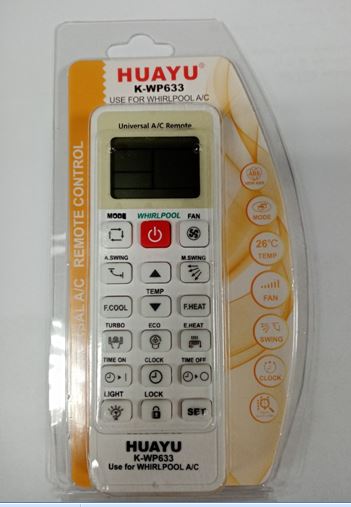 HUAYU®
K-WP633
USE FOR WHIRLPOOL A/C
REMOTE CONTROL
Universal A/C Remote
MODE WHIRLPOOL FAN
A.SWING M.SWING
TEMP
F.COOL F.HEAT
TURBO ECO E.HEAT
TIME ON CLOCK TIME OFF
LIGHT LOCK
SET
HUAYU
K-WP633
Use for WHIRLPOOL A/C
MODE
26°C
TEMP
FAN
SWING
CLOCK